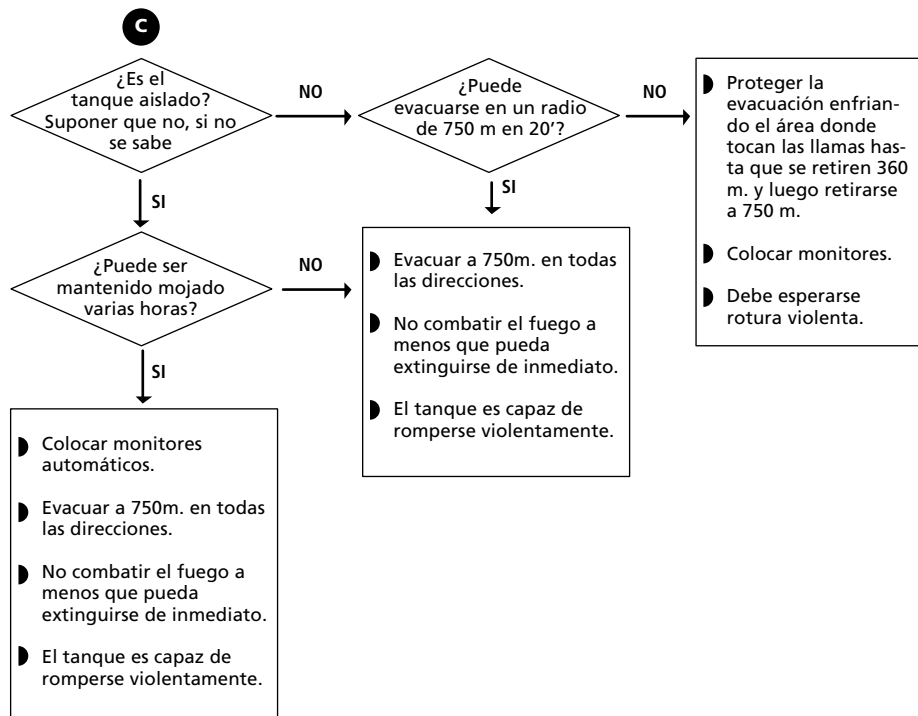 C
¿Es el
tanque aislado?
Suponer que no, si no
se sabe
NO
¿Puede
evacuarse en un radio
de 750 m en 20'?
NO
Proteger la
evacuación enfrian-
do el área donde
tocan las llamas has-
ta que se retiren 360
m. y luego retirarse
a 750 m.
Colocar monitores.
Debe esperarse
rotura violenta.
SI
SI
¿Puede ser
mantenido mojado
varias horas?
NO
Evacuar a 750m. en todas
las direcciones.
No combatir el fuego a
menos que pueda
extinguirse de inmediato.
El tanque es capaz de
romperse violentamente.
SI
Colocar monitores
automáticos.
Evacuar a 750m. en todas
las direcciones.
No combatir el fuego a
menos que pueda
extinguirse de inmediato.
El tanque es capaz de
romperse violentamente.